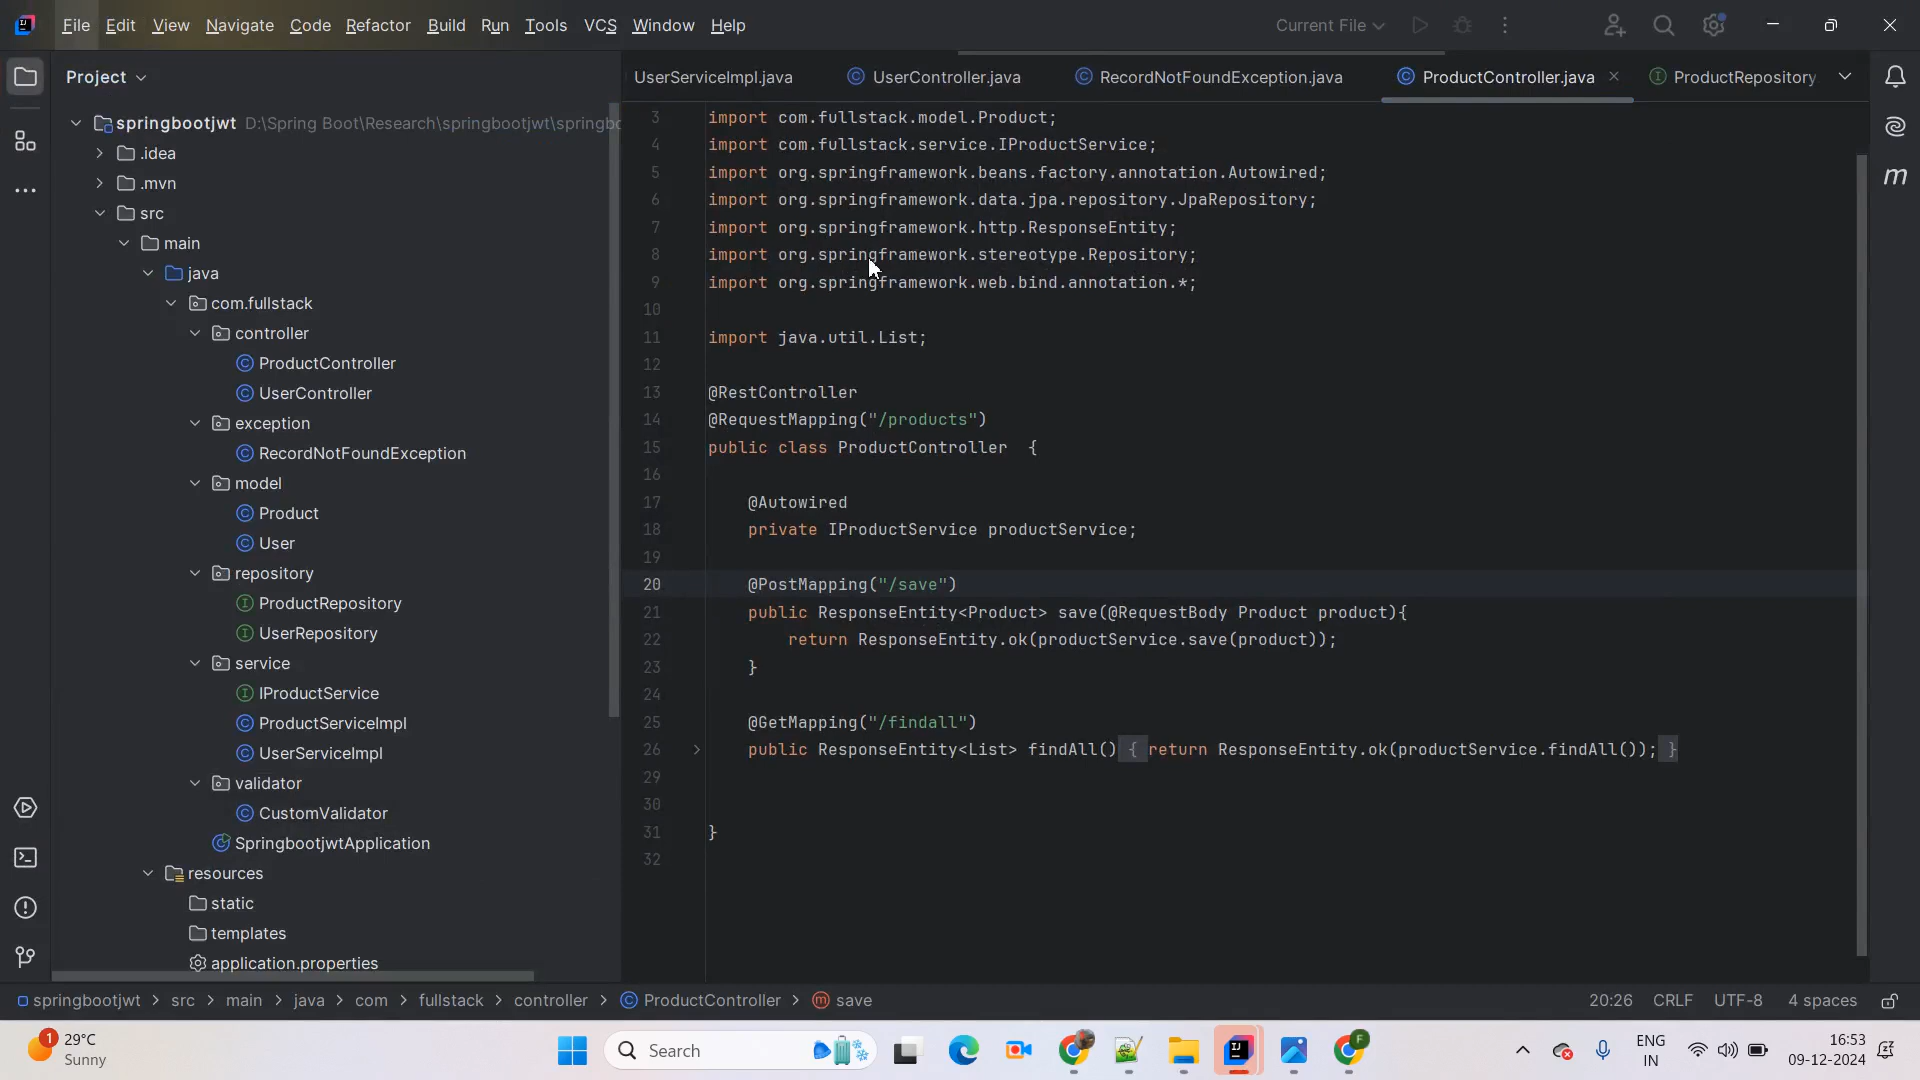 File Edit View Navigate Code Refactor Build Run Tools VCS Window Help Current File
Project
UserServiceImpl.java UserController.java RecordNotFoundException.java ProductController.java ProductRepository
springbootjwt D:\Spring Boot\Research\springbootjwt\springbo
.idea
.mvn
src
main
java
com.fullstack
controller
ProductController
UserController
exception
RecordNotFoundException
model
Product
User
repository
ProductRepository
UserRepository
service
IProductService
ProductServiceImpl
UserServiceImpl
validator
CustomValidator
SpringbootjwtApplication
resources
static
templates
application.properties
3 import com.fullstack.model.Product;
4 import com.fullstack.service.IProductService;
5 import org.springframework.beans.factory.annotation.Autowired;
6 import org.springframework.data.jpa.repository.JpaRepository;
7 import org.springframework.http.ResponseEntity;
8 import org.springframework.stereotype.Repository;
9 import org.springframework.web.bind.annotation.*;
10
11 import java.util.List;
12
13 @RestController
14 @RequestMapping("/products")
15 public class ProductController  {
16
17 @Autowired
18 private IProductService productService;
19
20 @PostMapping("/save")
21 public ResponseEntity<Product> save(@RequestBody Product product){
22 return ResponseEntity.ok(productService.save(product));
23 }
24
25 @GetMapping("/findall")
26 public ResponseEntity<List> findAll() { return ResponseEntity.ok(productService.findAll()); }
29
30
31 }
32
m
springbootjwt > src > main > java > com > fullstack > controller > ProductController > save 20:26 CRLF UTF-8 4 spaces
1 29°C
Sunny
Search
F
ENG
IN
16:53
09-12-2024